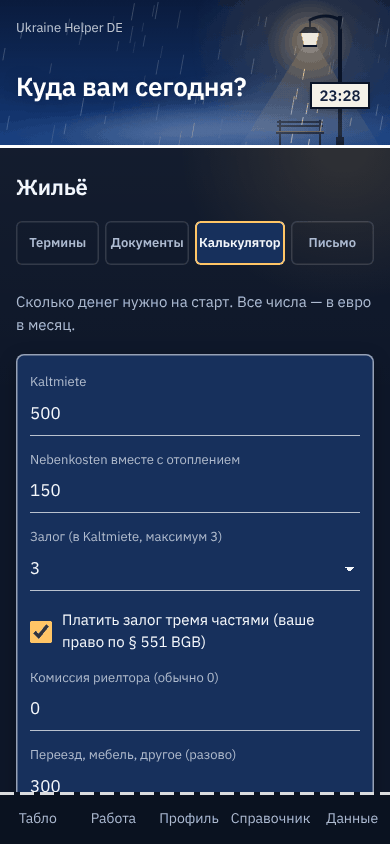 Ukraine Helper DE
Куда вам сегодня?
23:28
Жильё
Термины
Документы
Калькулятор
Письмо
Сколько денег нужно на старт. Все числа — в евро
в месяц.
Kaltmiete
500
Nebenkosten вместе с отоплением
150
Залог (в Kaltmiete, максимум 3)
3
Платить залог тремя частями (ваше
право по § 551 BGB)
Комиссия риелтора (обычно 0)
0
Переезд, мебель, другое (разово)
300
Табло
Работа
Профиль
Справочник
Данные